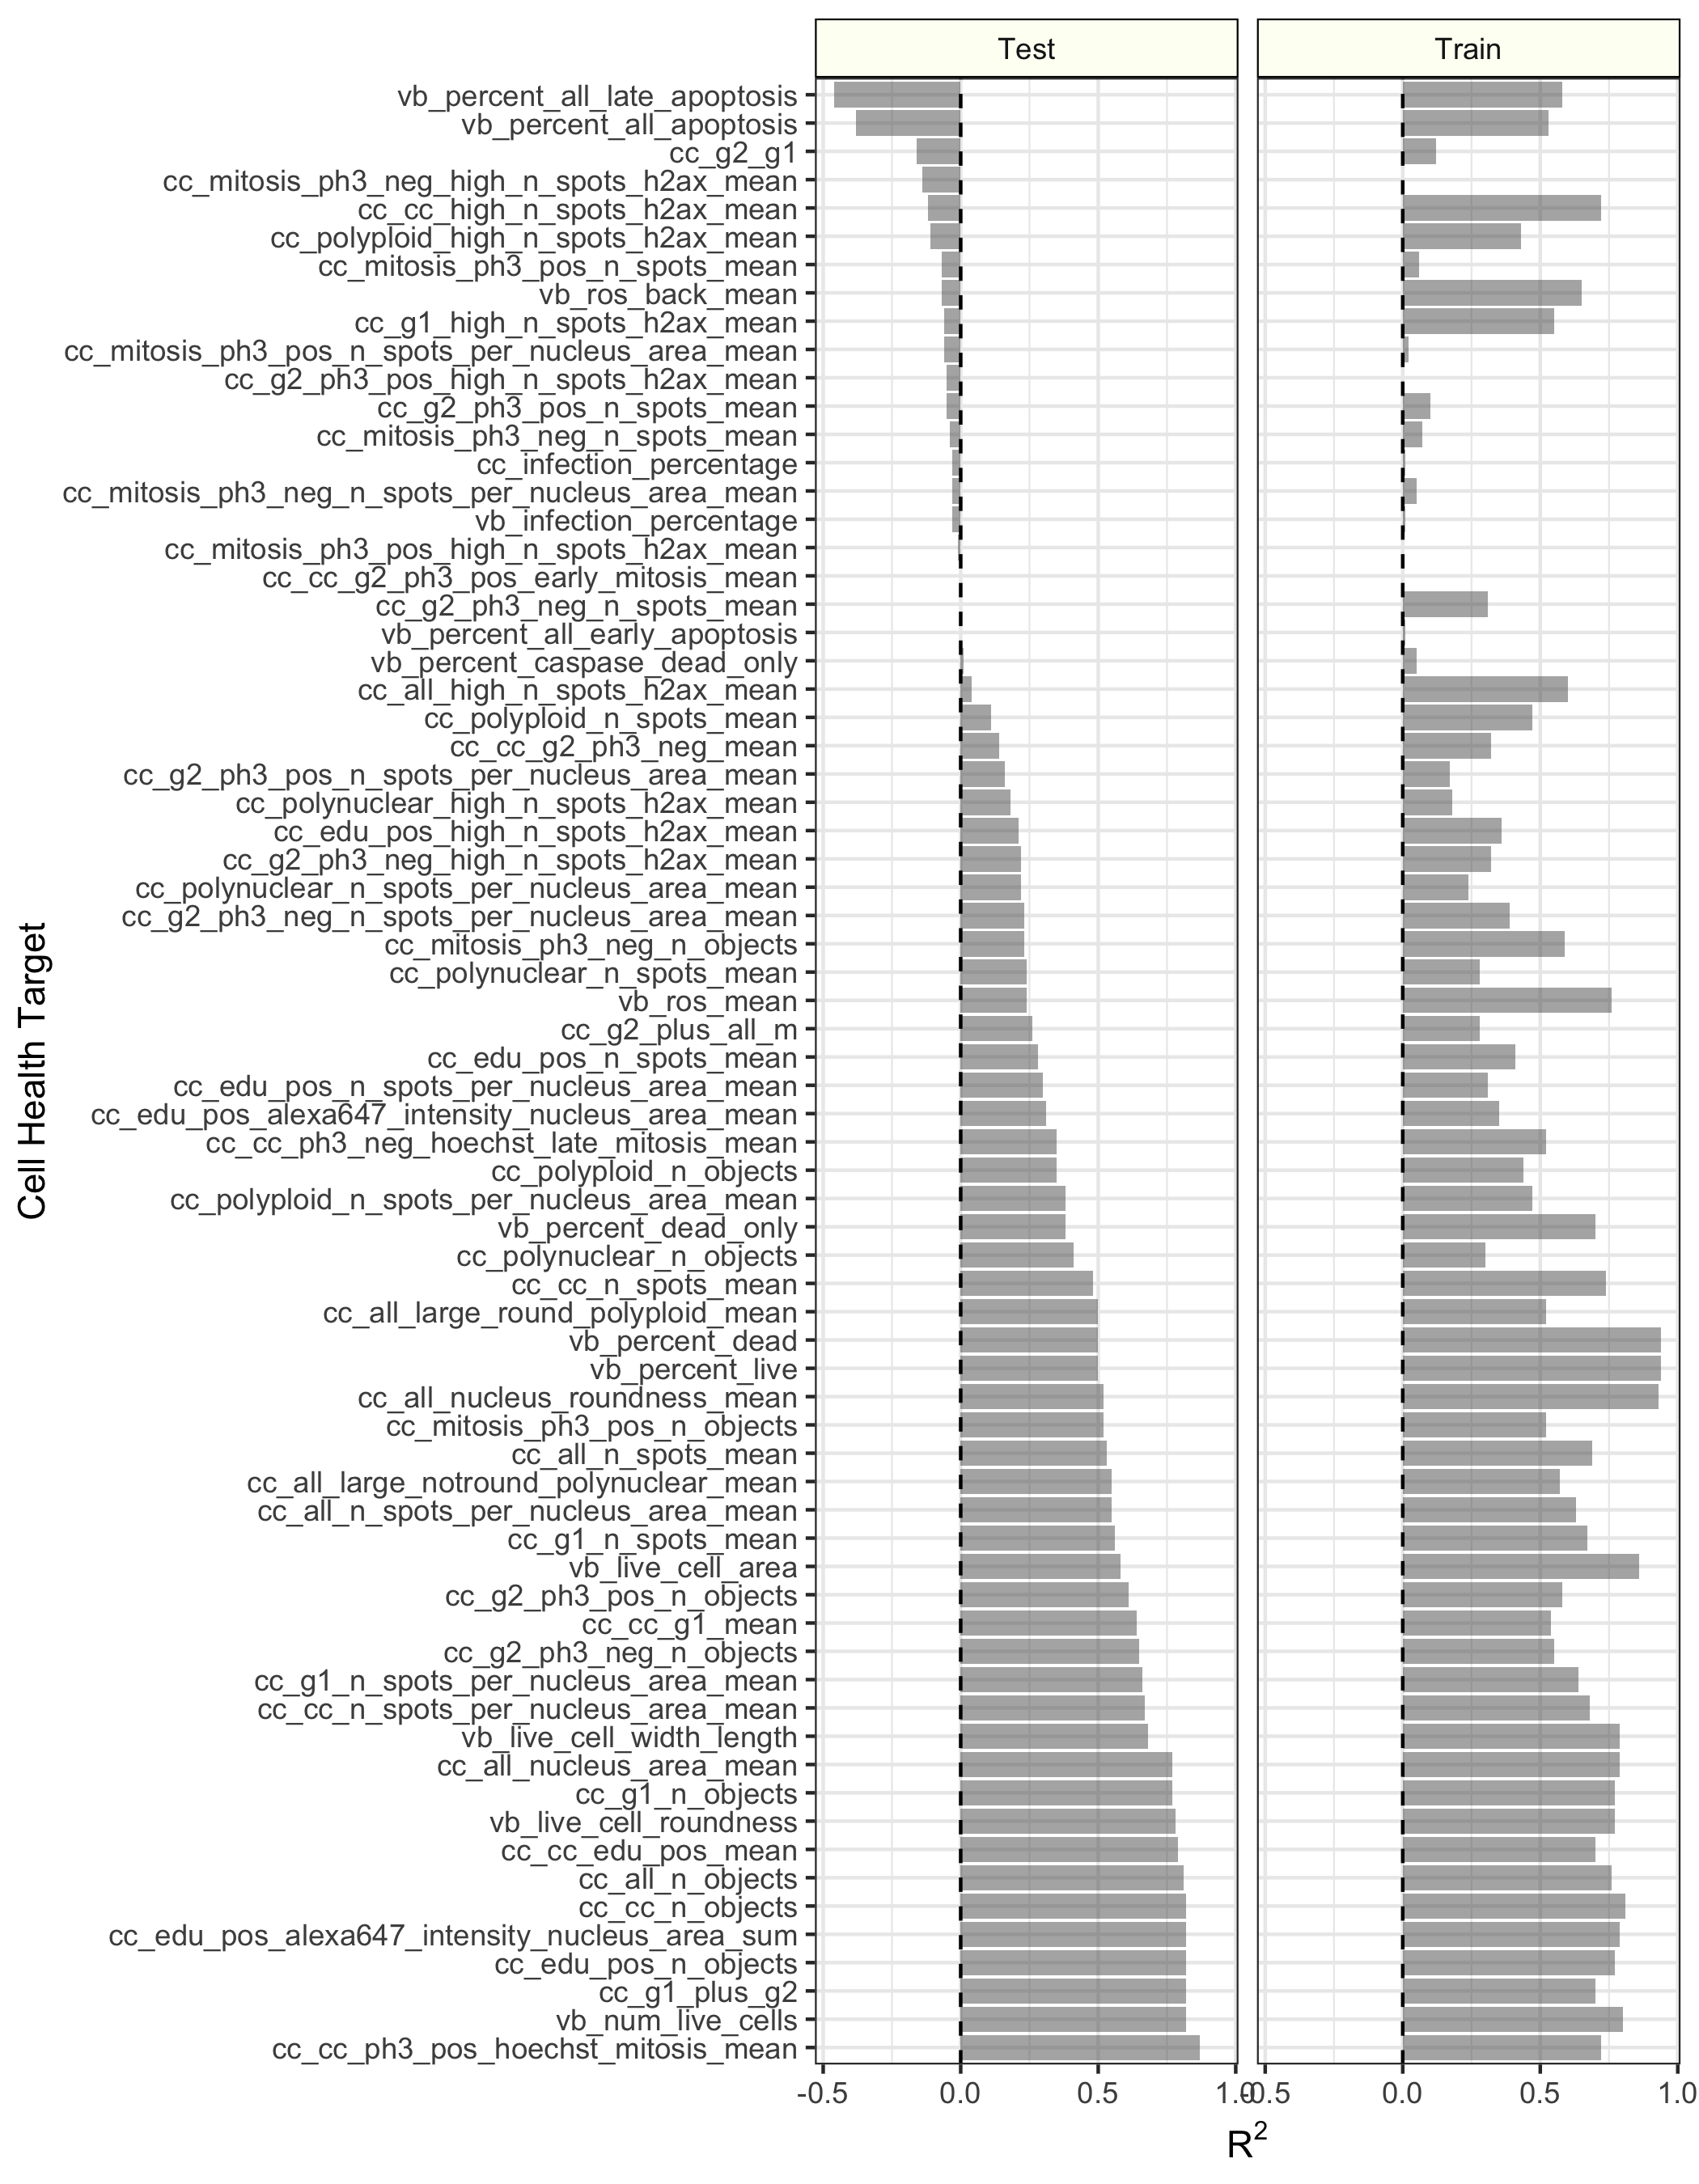 Test
Train
vb_percent_all_late_apoptosis
vb_percent_all_apoptosis
cc_g2_g1
cc_mitosis_ph3_neg_high_n_spots_h2ax_mean
cc_cc_high_n_spots_h2ax_mean
cc_polyploid_high_n_spots_h2ax_mean
cc_mitosis_ph3_pos_n_spots_mean
vb_ros_back_mean
cc_g1_high_n_spots_h2ax_mean
cc_mitosis_ph3_pos_n_spots_per_nucleus_area_mean
cc_g2_ph3_pos_high_n_spots_h2ax_mean
cc_g2_ph3_pos_n_spots_mean
cc_mitosis_ph3_neg_n_spots_mean
cc_infection_percentage
cc_mitosis_ph3_neg_n_spots_per_nucleus_area_mean
vb_infection_percentage
cc_mitosis_ph3_pos_high_n_spots_h2ax_mean
cc_cc_g2_ph3_pos_early_mitosis_mean
cc_g2_ph3_neg_n_spots_mean
vb_percent_all_early_apoptosis
vb_percent_caspase_dead_only
cc_all_high_n_spots_h2ax_mean
cc_polyploid_n_spots_mean
cc_cc_g2_ph3_neg_mean
cc_g2_ph3_pos_n_spots_per_nucleus_area_mean
cc_polynuclear_high_n_spots_h2ax_mean
cc_edu_pos_high_n_spots_h2ax_mean
cc_g2_ph3_neg_high_n_spots_h2ax_mean
cc_polynuclear_n_spots_per_nucleus_area_mean
cc_g2_ph3_neg_n_spots_per_nucleus_area_mean
cc_mitosis_ph3_neg_n_objects
cc_polynuclear_n_spots_mean
vb_ros_mean
cc_g2_plus_all_m
cc_edu_pos_n_spots_mean
cc_edu_pos_n_spots_per_nucleus_area_mean
cc_edu_pos_alexa647_intensity_nucleus_area_mean
cc_cc_ph3_neg_hoechst_late_mitosis_mean
cc_polyploid_n_objects
cc_polyploid_n_spots_per_nucleus_area_mean
vb_percent_dead_only
cc_polynuclear_n_objects
cc_cc_n_spots_mean
cc_all_large_round_polyploid_mean
vb_percent_dead
vb_percent_live
cc_all_nucleus_roundness_mean
cc_mitosis_ph3_pos_n_objects
cc_all_n_spots_mean
cc_all_large_notround_polynuclear_mean
cc_all_n_spots_per_nucleus_area_mean
cc_g1_n_spots_mean
vb_live_cell_area
cc_g2_ph3_pos_n_objects
cc_cc_g1_mean
cc_g2_ph3_neg_n_objects
cc_g1_n_spots_per_nucleus_area_mean
cc_cc_n_spots_per_nucleus_area_mean
vb_live_cell_width_length
cc_all_nucleus_area_mean
cc_g1_n_objects
vb_live_cell_roundness
cc_cc_edu_pos_mean
cc_all_n_objects
cc_cc_n_objects
cc_edu_pos_alexa647_intensity_nucleus_area_sum
cc_edu_pos_n_objects
cc_g1_plus_g2
vb_num_live_cells
cc_cc_ph3_pos_hoechst_mitosis_mean
Cell Health Target
-0.5 0.0 0.5 1.0
-0.5 0.0 0.5 1.0
R²